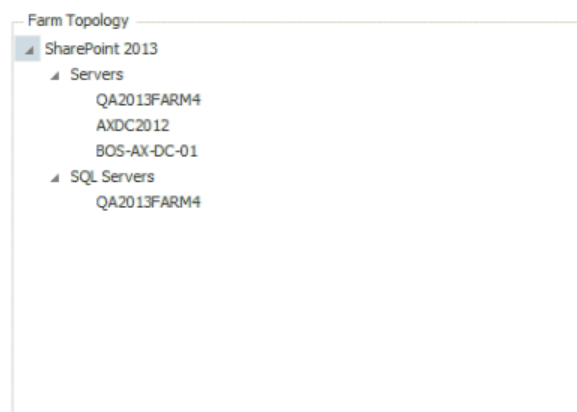 Farm Topology
SharePoint 2013
Servers
QA2013FARM4
AXDC2012
BOS-AX-DC-01
SQL Servers
QA2013FARM4